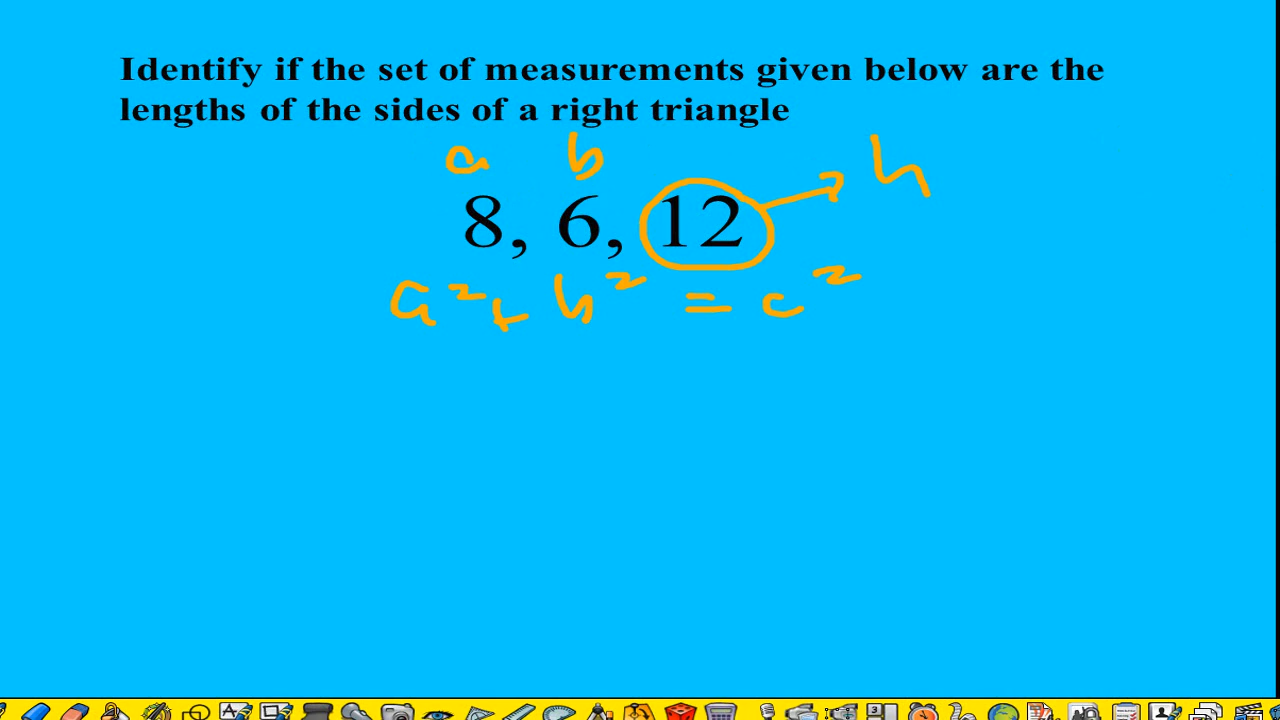 Identify if the set of measurements given below are the
lengths of the sides of a right triangle
a b h
8, 6, 12
a² + b² = c²